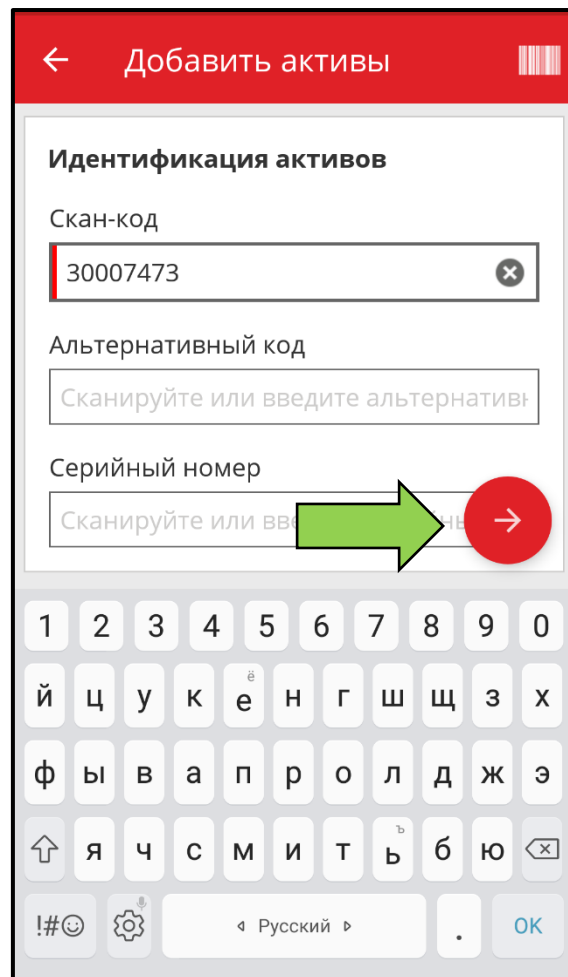 Добавить активы
Идентификация активов
Скан-код
30007473
Альтернативный код
Сканируйте или введите альтернативн
Серийный номер
Сканируйте или вве
1 2 3 4 5 6 7 8 9 0
й ц у к е ё н г ш щ з х
ф ы в а п р о л д ж э
я ч с м и т ь ъ б ю
!#☺ Русский . OK